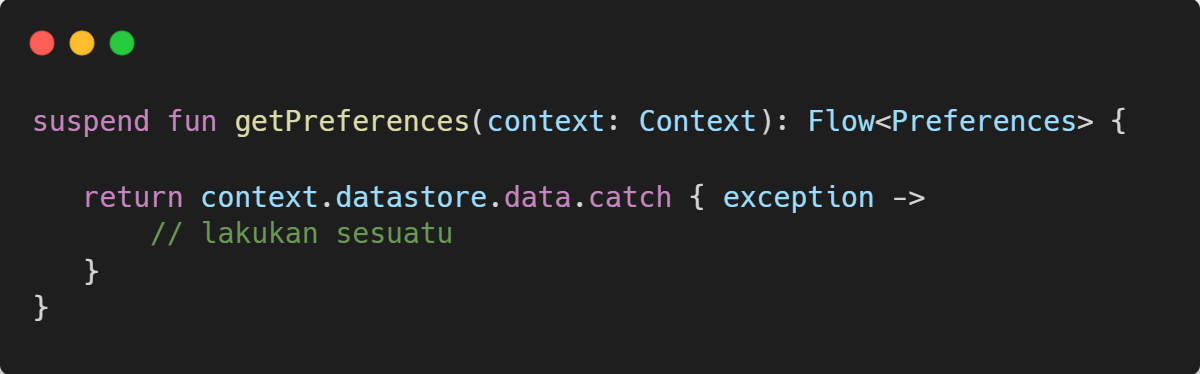 suspend fun getPreferences(context: Context): Flow<Preferences> {
return context.datastore.data.catch { exception ->
// lakukan sesuatu
}
}